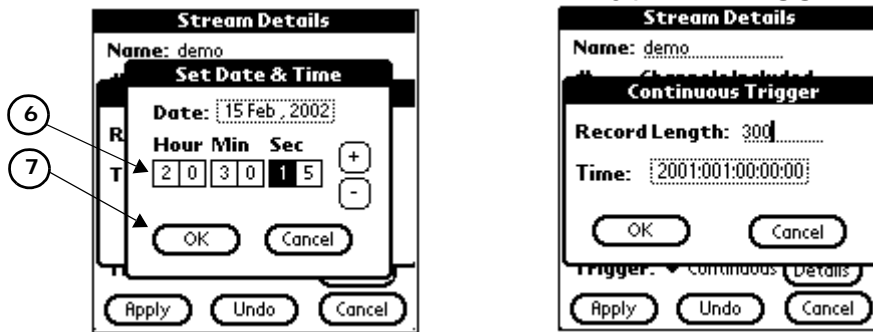 Stream Details
Name: demo
Set Date & Time
Date: 15 Feb , 2002
6
R
Hour Min Sec
7
T
2 0 3 0 1 5
+
-
OK Cancel
Apply Undo Cancel
Stream Details
Name: demo
Channels Included
Continuous Trigger
Record Length: 300
Time: 2001:001:00:00:00
OK Cancel
Trigger: Continuous Details
Apply Undo Cancel